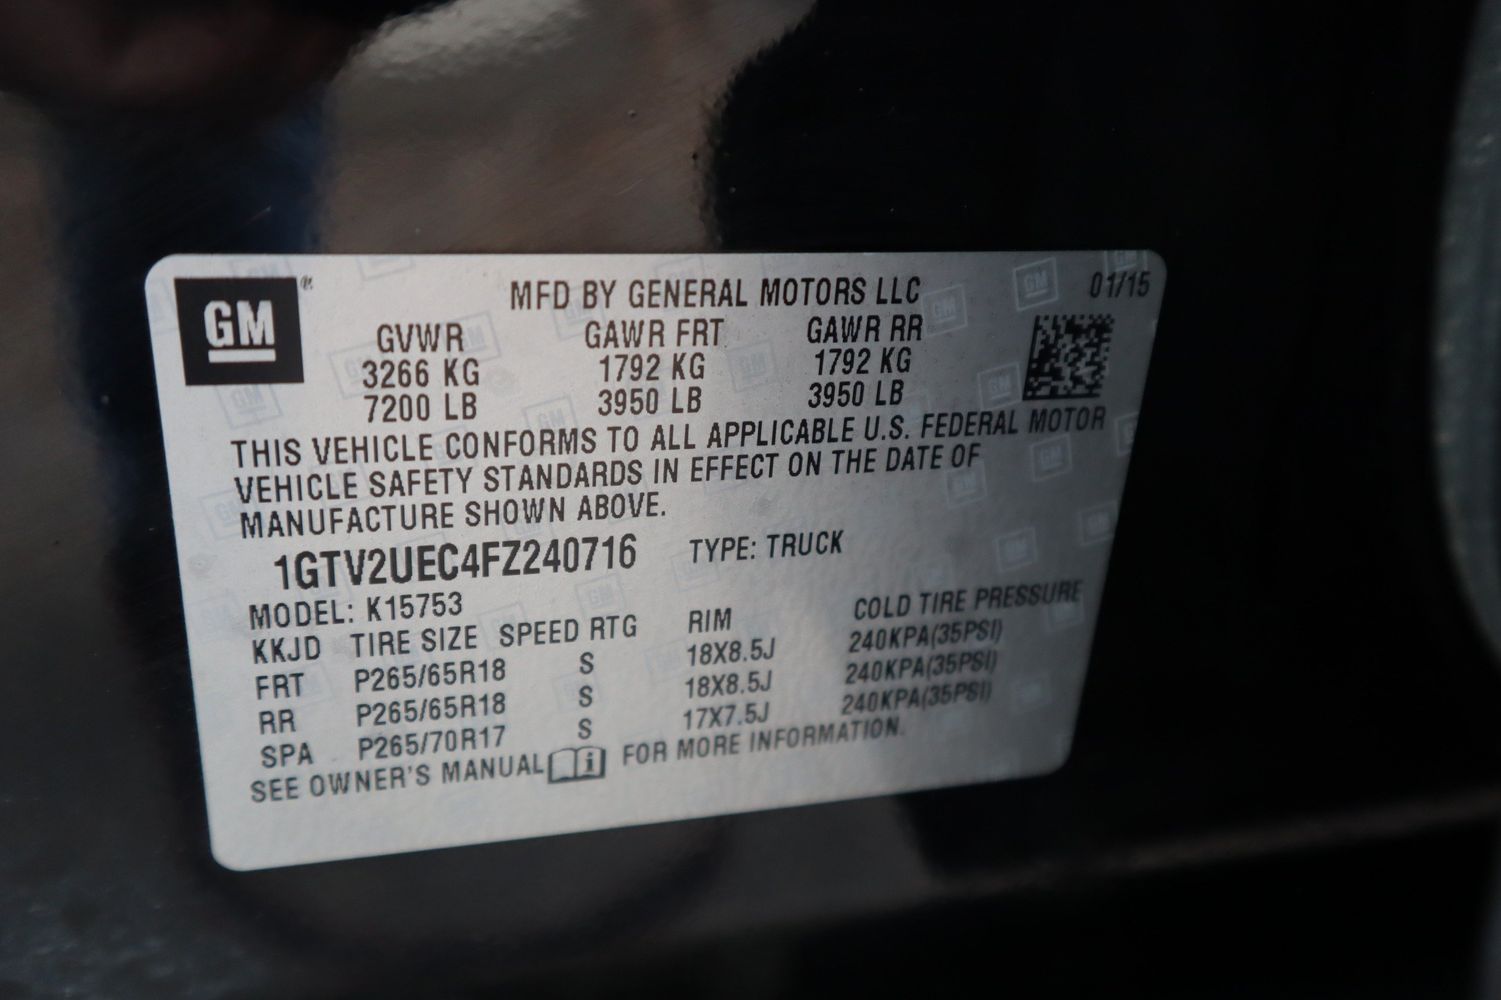 GM
MFD BY GENERAL MOTORS LLC
01/15
GVWR GAWR FRT GAWR RR
3266 KG 1792 KG 1792 KG
7200 LB 3950 LB 3950 LB
THIS VEHICLE CONFORMS TO ALL APPLICABLE U.S. FEDERAL MOTOR
VEHICLE SAFETY STANDARDS IN EFFECT ON THE DATE OF
MANUFACTURE SHOWN ABOVE.
1GTV2UEC4FZ240716 TYPE: TRUCK
MODEL: K15753
KKJD TIRE SIZE SPEED RTG RIM COLD TIRE PRESSURE
FRT P265/65R18 S 18X8.5J 240KPA(35PSI)
RR P265/65R18 S 18X8.5J 240KPA(35PSI)
SPA P265/70R17 S 17X7.5J 240KPA(35PSI)
SEE OWNER'S MANUAL i FOR MORE INFORMATION.